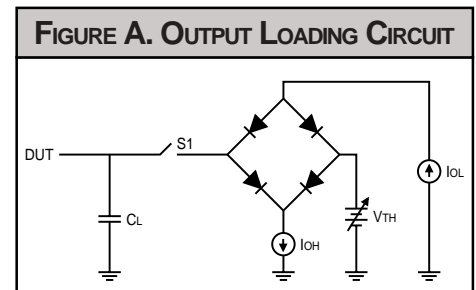 FIGURE A. OUTPUT LOADING CIRCUIT
S1
DUT
IOL
CL
VTH
IOH